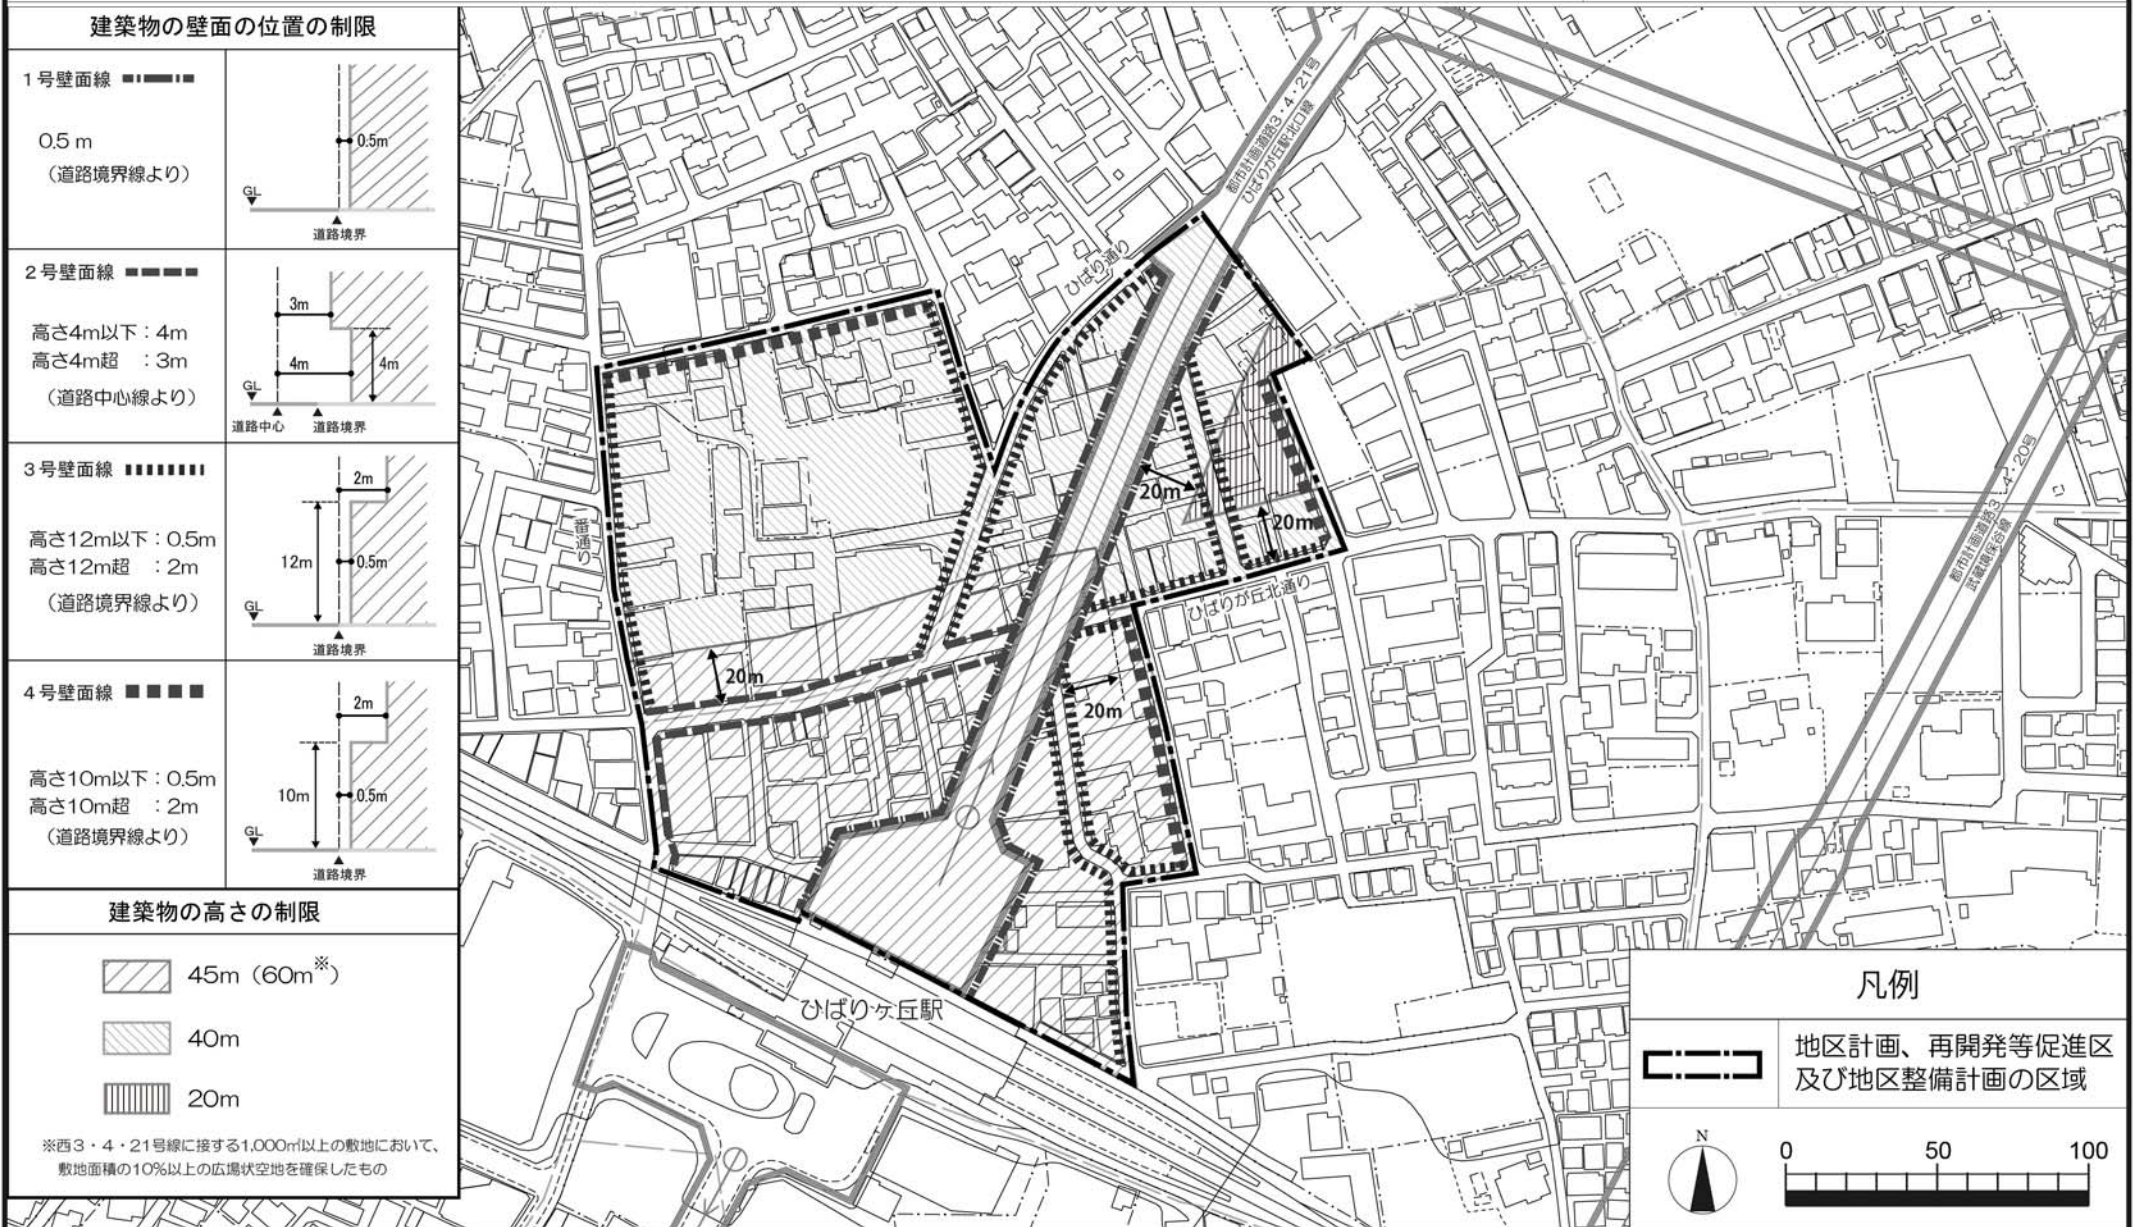 建築物の壁面の位置の制限
1号壁面線
0.5 m
（道路境界線より）
0.5m
GL
道路境界
2号壁面線
高さ4m以下：4m
高さ4m超　：3m
（道路中心線より）
3m
4m
4m
GL
道路中心
道路境界
3号壁面線
高さ12m以下：0.5m
高さ12m超　：2m
（道路境界線より）
2m
12m
0.5m
GL
道路境界
4号壁面線
高さ10m以下：0.5m
高さ10m超　：2m
（道路境界線より）
2m
10m
0.5m
GL
道路境界
建築物の高さの制限
45m（60m※）
40m
20m
※西3・4・21号線に接する1,000㎡以上の敷地において、
敷地面積の10%以上の広場状空地を確保したもの
都市計画道路3・4・21号
ひばりが丘駅北口線
ひばり通り
一番通り
20m
20m
ひばりが丘北通り
20m
20m
ひばりヶ丘駅
都市計画道路3・4・20号
武蔵境保谷線
凡例
地区計画、再開発等促進区
及び地区整備計画の区域
N
0
50
100